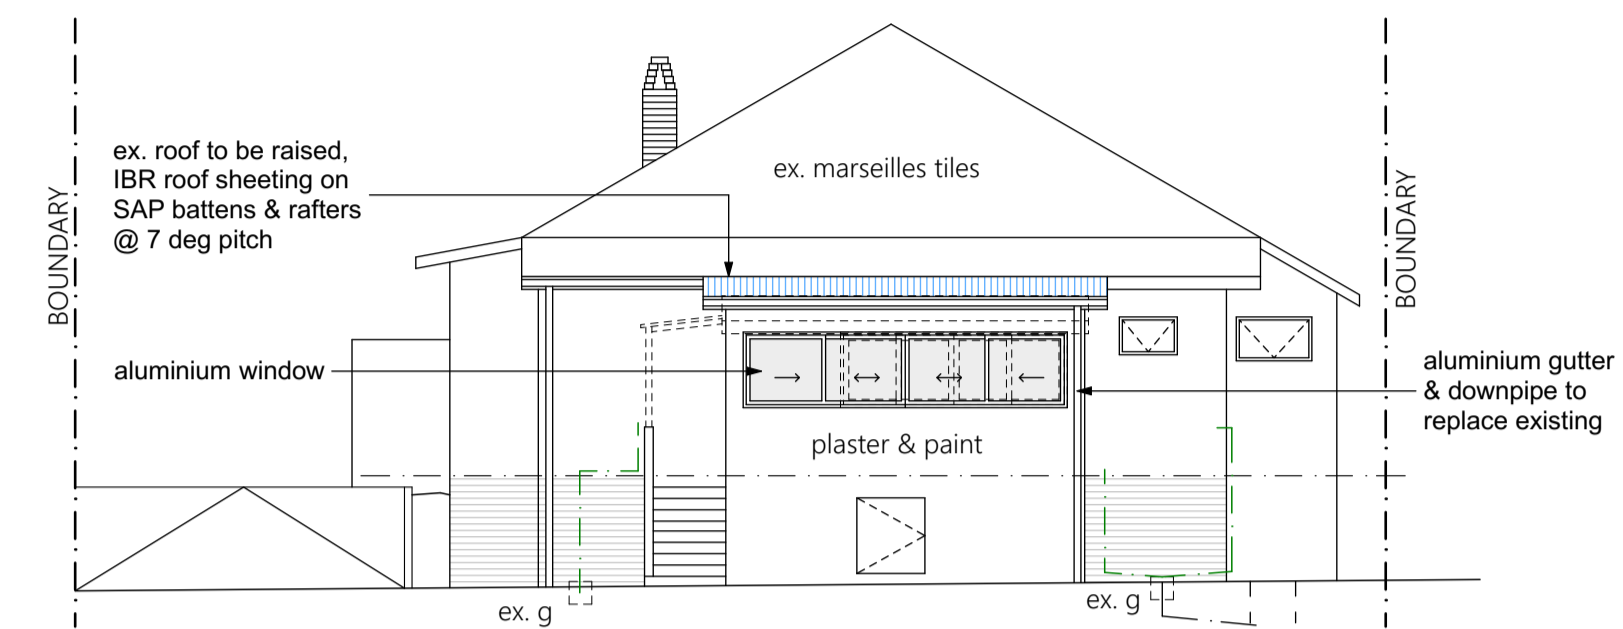 ex. roof to be raised,
IBR roof sheeting on
SAP battens & rafters
@ 7 deg pitch
ex. marseilles tiles
BOUNDARY
BOUNDARY
aluminium window
aluminium gutter
& downpipe to
replace existing
plaster & paint
ex. g
ex. g